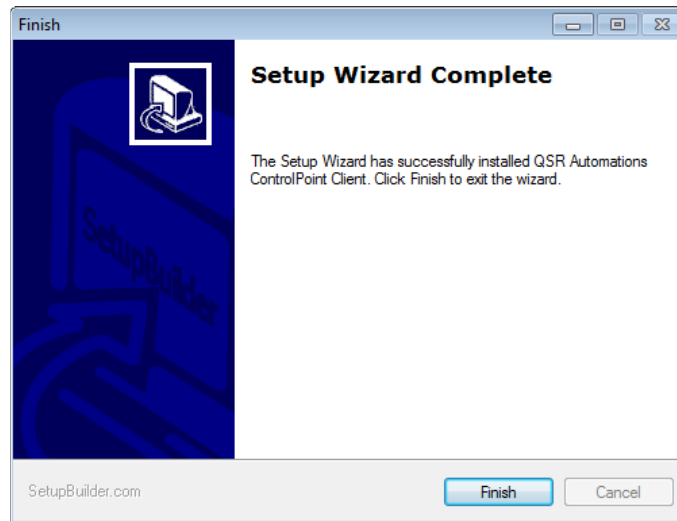 Finish
Setup Wizard Complete
The Setup Wizard has successfully installed QSR Automations
ControlPoint Client. Click Finish to exit the wizard.
SetupBuilder
SetupBuilder.com
Finish
Cancel